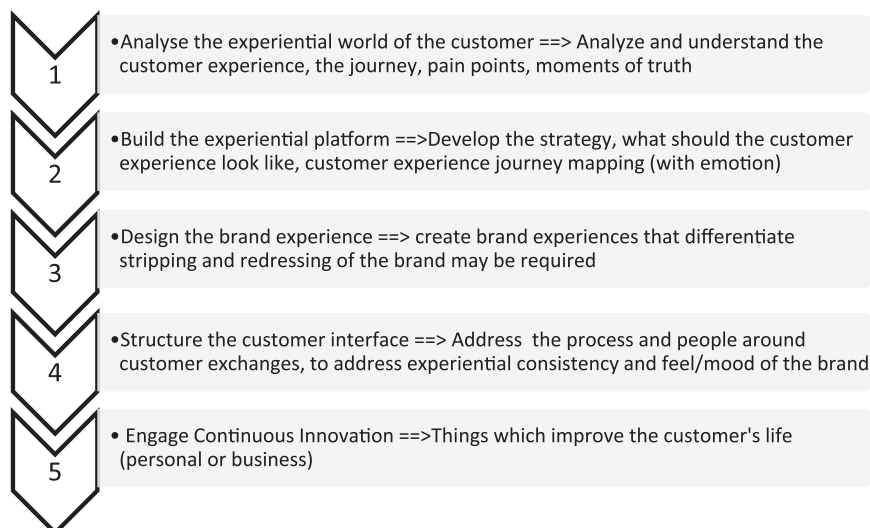 1
•Analyse the experiential world of the customer ==> Analyze and understand the
customer experience, the journey, pain points, moments of truth
2
•Build the experiential platform ==>Develop the strategy, what should the customer
experience look like, customer experience journey mapping (with emotion)
3
•Design the brand experience ==> create brand experiences that differentiate
stripping and redressing of the brand may be required
4
•Structure the customer interface ==> Address  the process and people around
customer exchanges, to address experiential consistency and feel/mood of the brand
5
• Engage Continuous Innovation ==>Things which improve the customer's life
(personal or business)